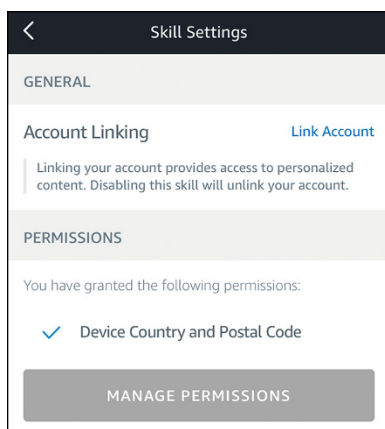 Skill Settings
GENERAL
Account Linking
Link Account
Linking your account provides access to personalized
content. Disabling this skill will unlink your account.
PERMISSIONS
You have granted the following permissions:
Device Country and Postal Code
MANAGE PERMISSIONS